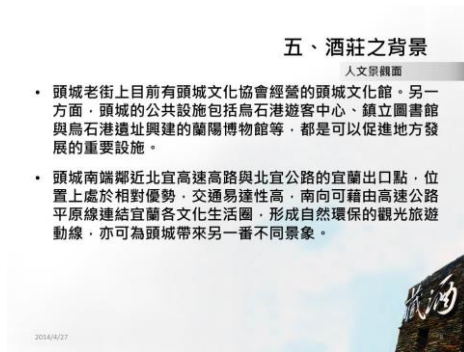 五、酒莊之背景
人文景觀面
• 頭城老街上目前有頭城文化協會經營的頭城文化館。另一
方面，頭城的公共設施包括烏石港遊客中心、鎮立圖書館
與烏石港遺址興建的蘭陽博物館等，都是可以促進地方發
展的重要設施。
• 頭城南端鄰近北宜高速高路與北宜公路的宜蘭出口點，位
置上處於相對優勢，交通易達性高，南向可藉由高速公路
平原線連結宜蘭各文化生活圈，形成自然環保的觀光旅遊
動線，亦可為頭城帶來另一番不同景象。
藏酒
2014/4/27